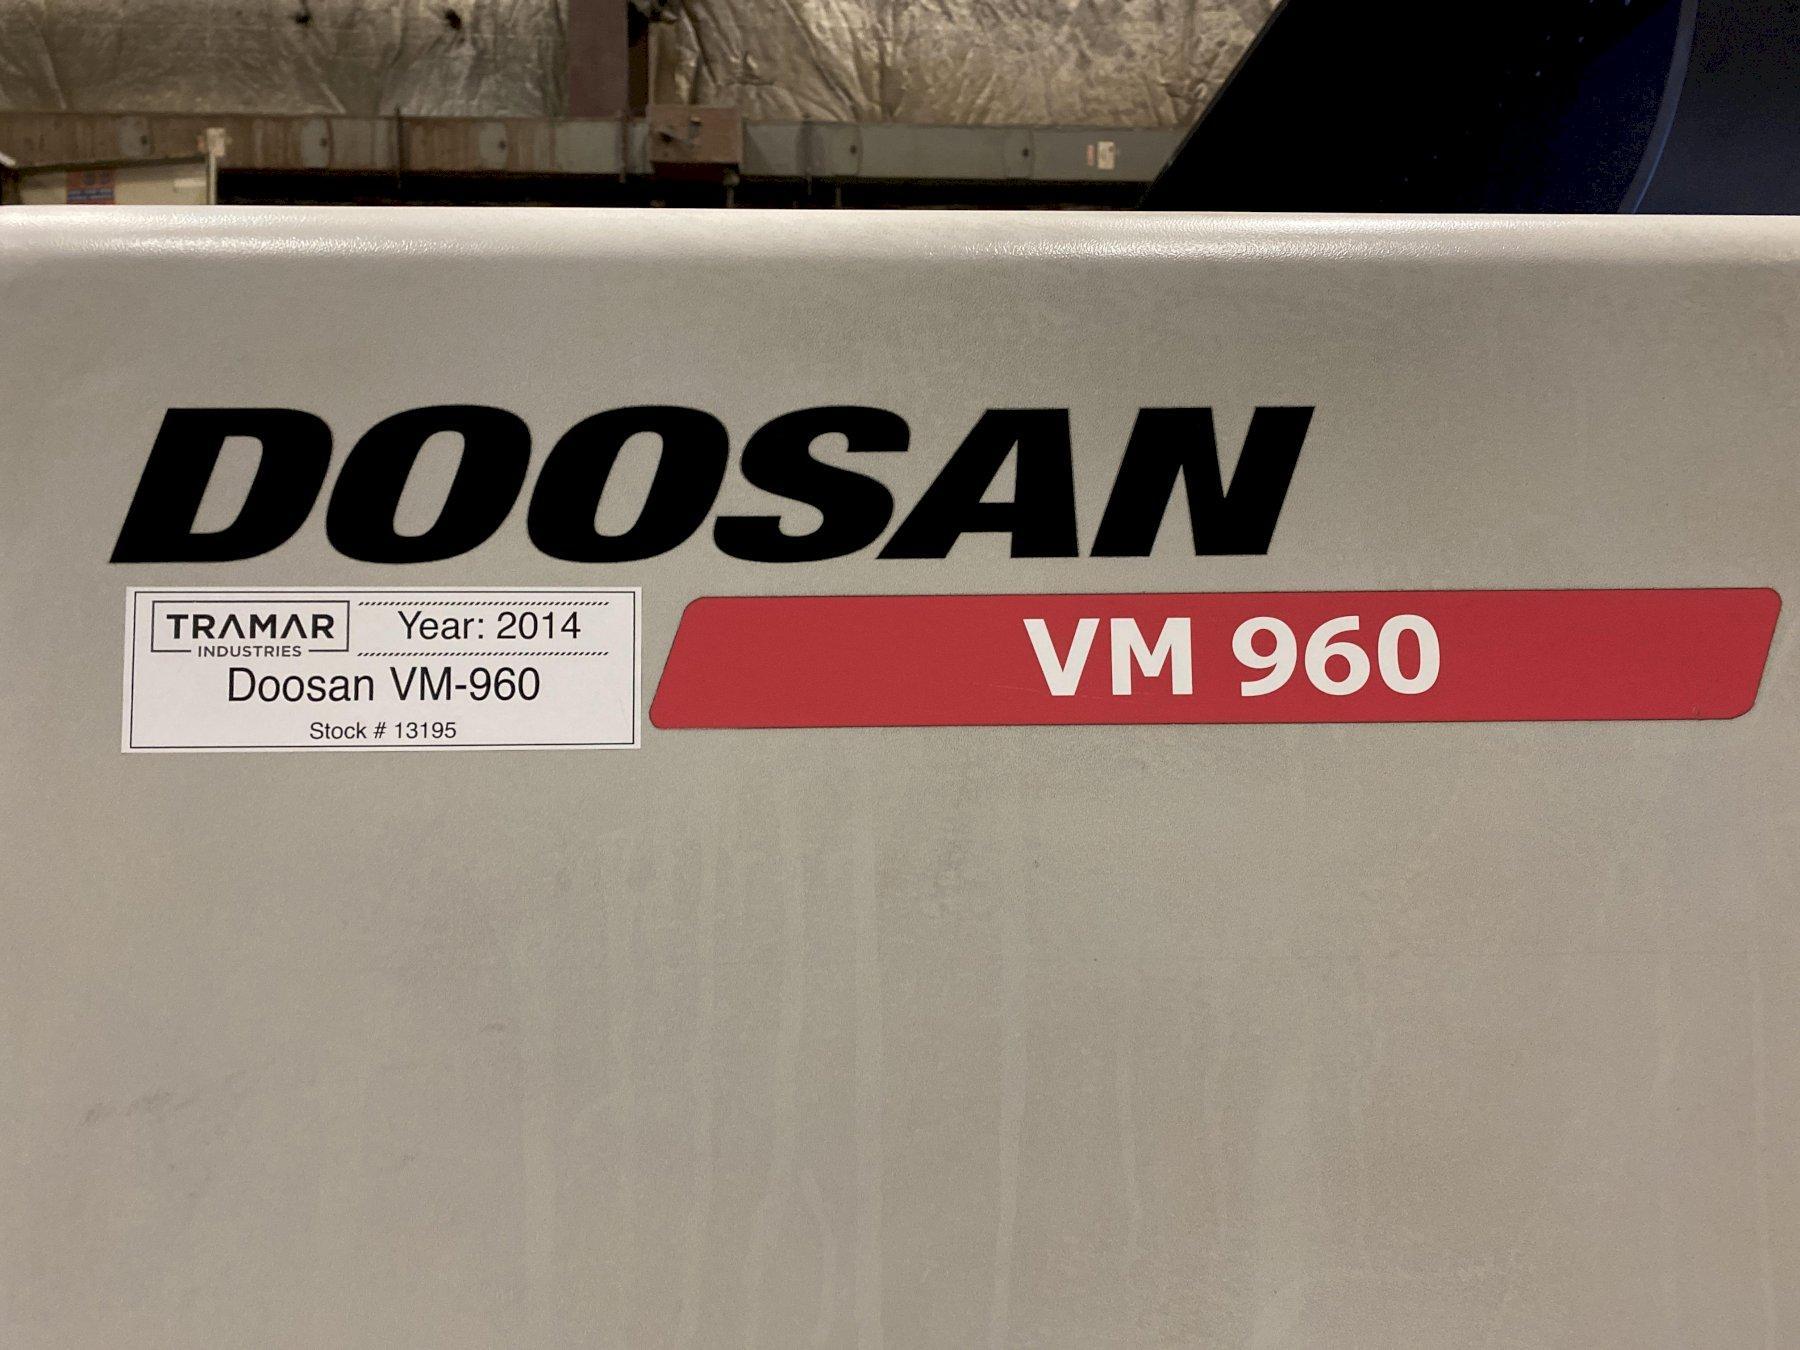 DOOSAN
VM 960
TRAMAR
INDUSTRIES
Year: 2014
Doosan VM-960
Stock # 13195